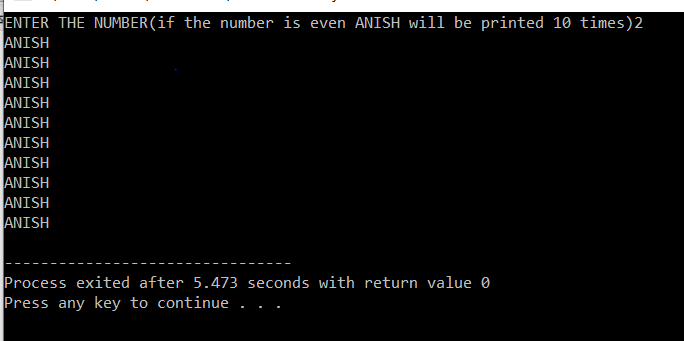 ENTER THE NUMBER(if the number is even ANISH will be printed 10 times)2
ANISH
ANISH
ANISH
ANISH
ANISH
ANISH
ANISH
ANISH
ANISH
ANISH
--------------------------------
Process exited after 5.473 seconds with return value 0
Press any key to continue . . .